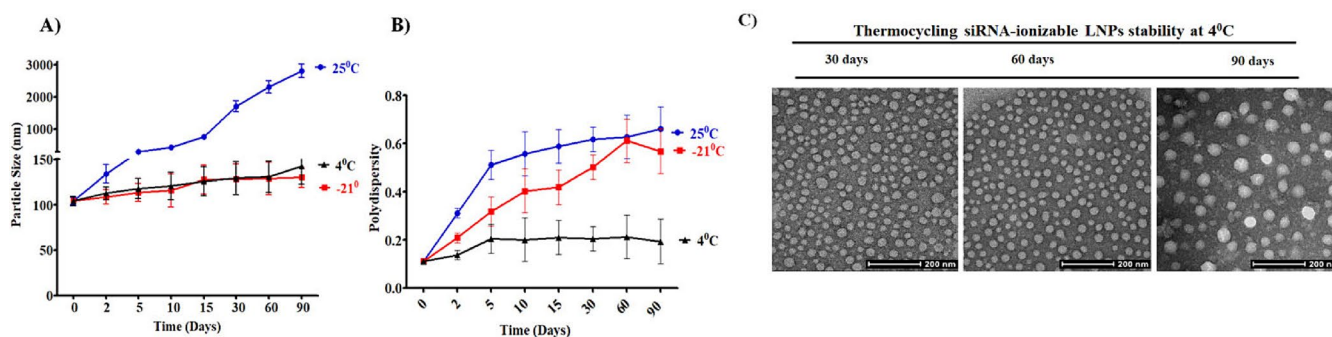 A)
Particle Size (nm)
3000
2000
1000
150
100
50
0
0 2 5 10 15 30 60 90
Time (Days)
25⁰C
4⁰C
-21⁰
B)
Polydispersity
0.8
0.6
0.4
0.2
0.0
0 2 5 10 15 30 60 90
Time (Days)
25⁰C
-21⁰C
4⁰C
C)
Thermocycling siRNA-ionizable LNPs stability at 4⁰C
30 days 60 days 90 days
200 nm 200 nm 200 nm